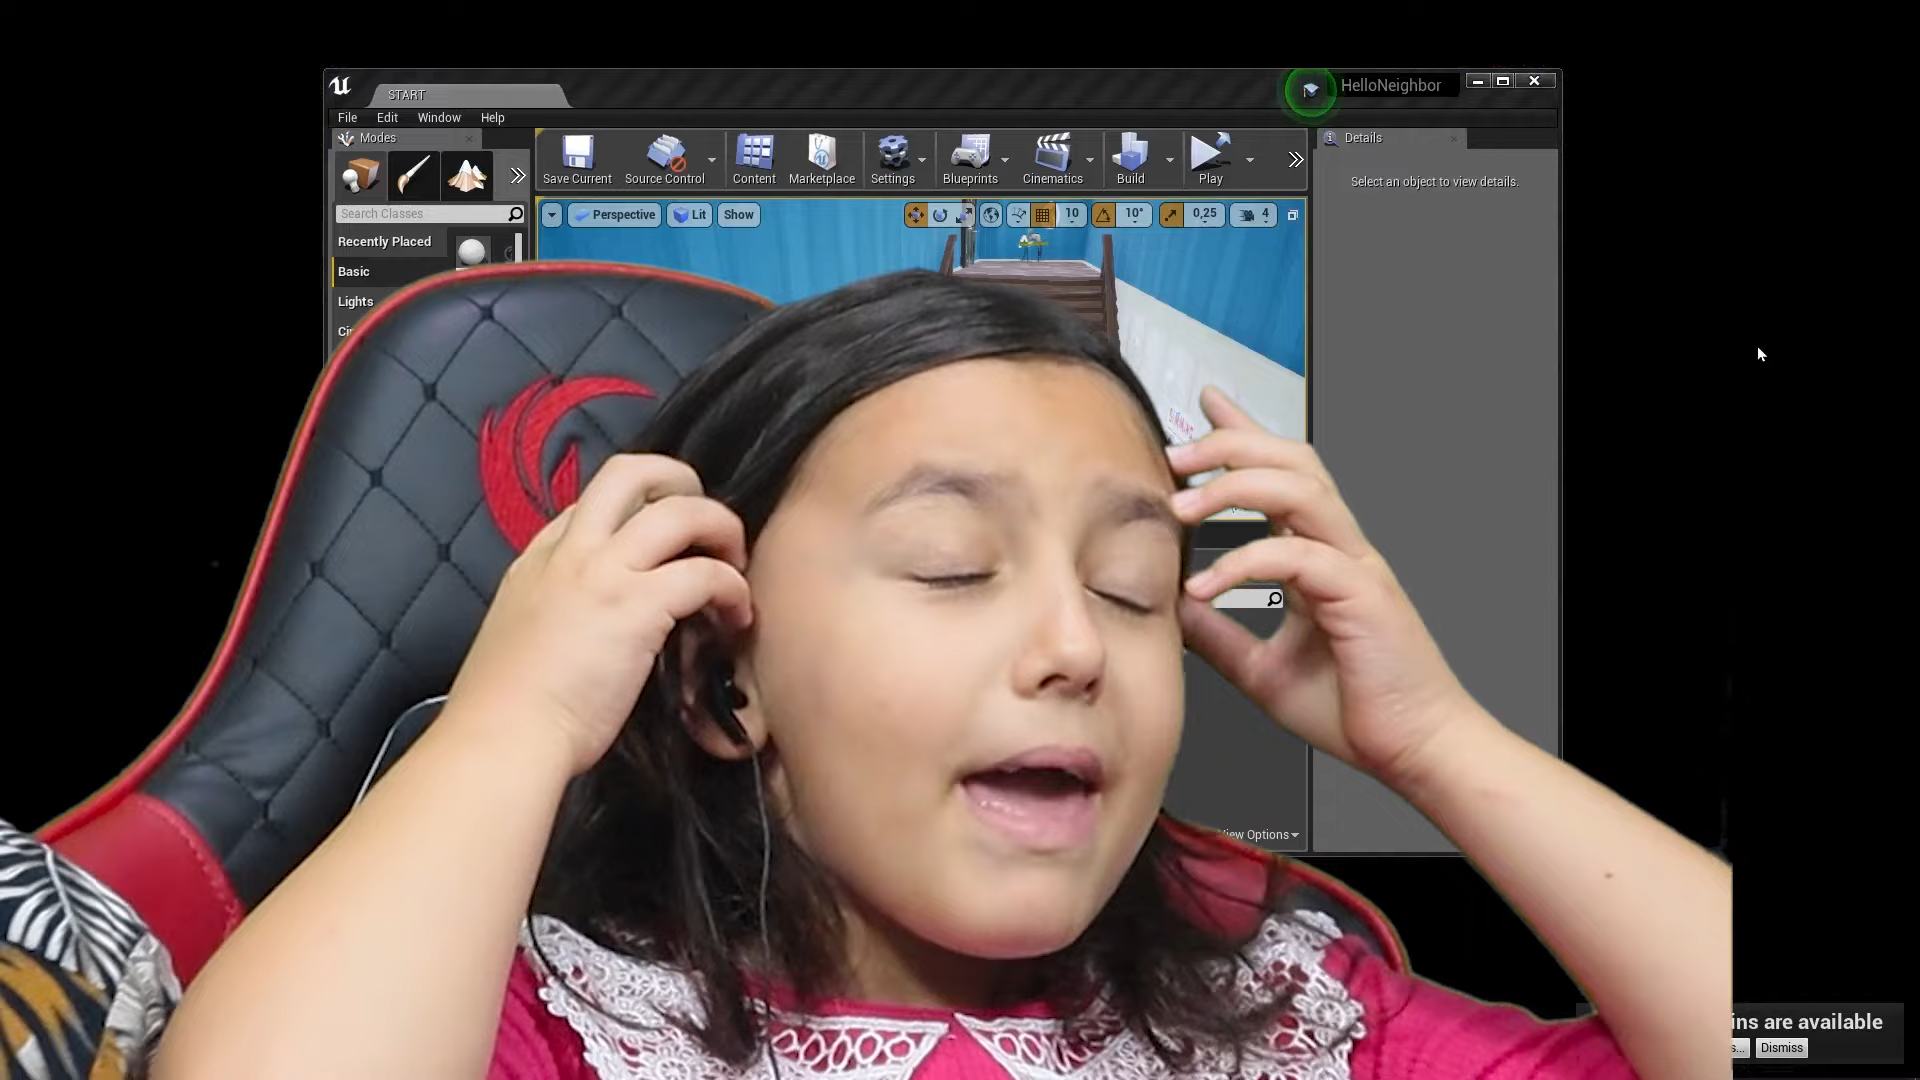 START
HelloNeighbor
File Edit Window Help
Modes
Details
Save Current Source Control Content Marketplace Settings Blueprints Cinematics Build Play
Select an object to view details.
Search Classes
Perspective Lit Show 10 10° 0,25 4
Recently Placed
Basic
Lights
View Options
ins are available
s... Dismiss